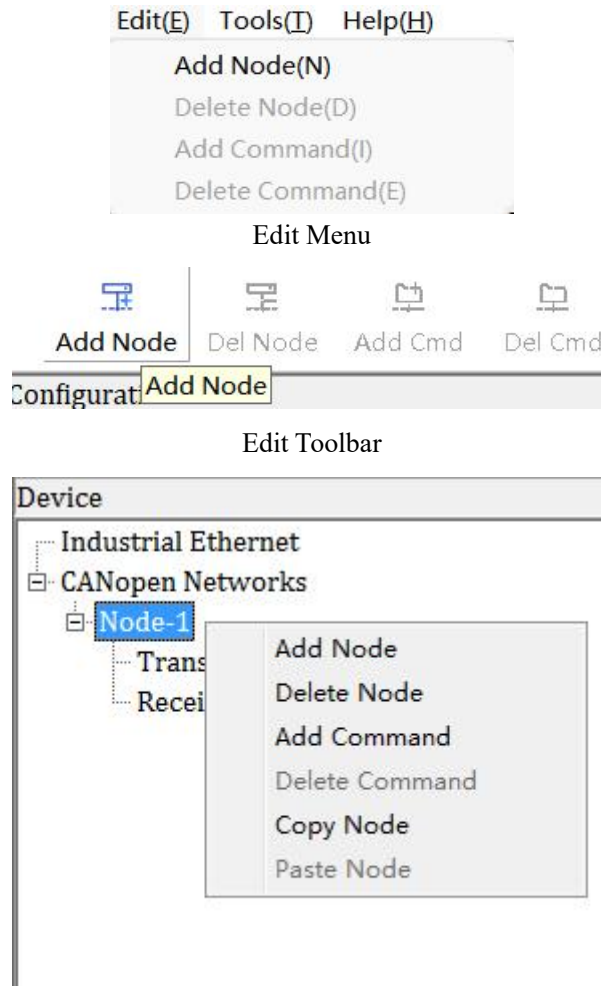 Edit(E) Tools(T) Help(H)
Add Node(N)
Delete Node(D)
Add Command(I)
Delete Command(E)
Edit Menu
Add Node Del Node Add Cmd Del Cmd
Configurat Add Node
Edit Toolbar
Device
Industrial Ethernet
CANopen Networks
Node-1
Add Node
Trans
Delete Node
Recei
Add Command
Delete Command
Copy Node
Paste Node